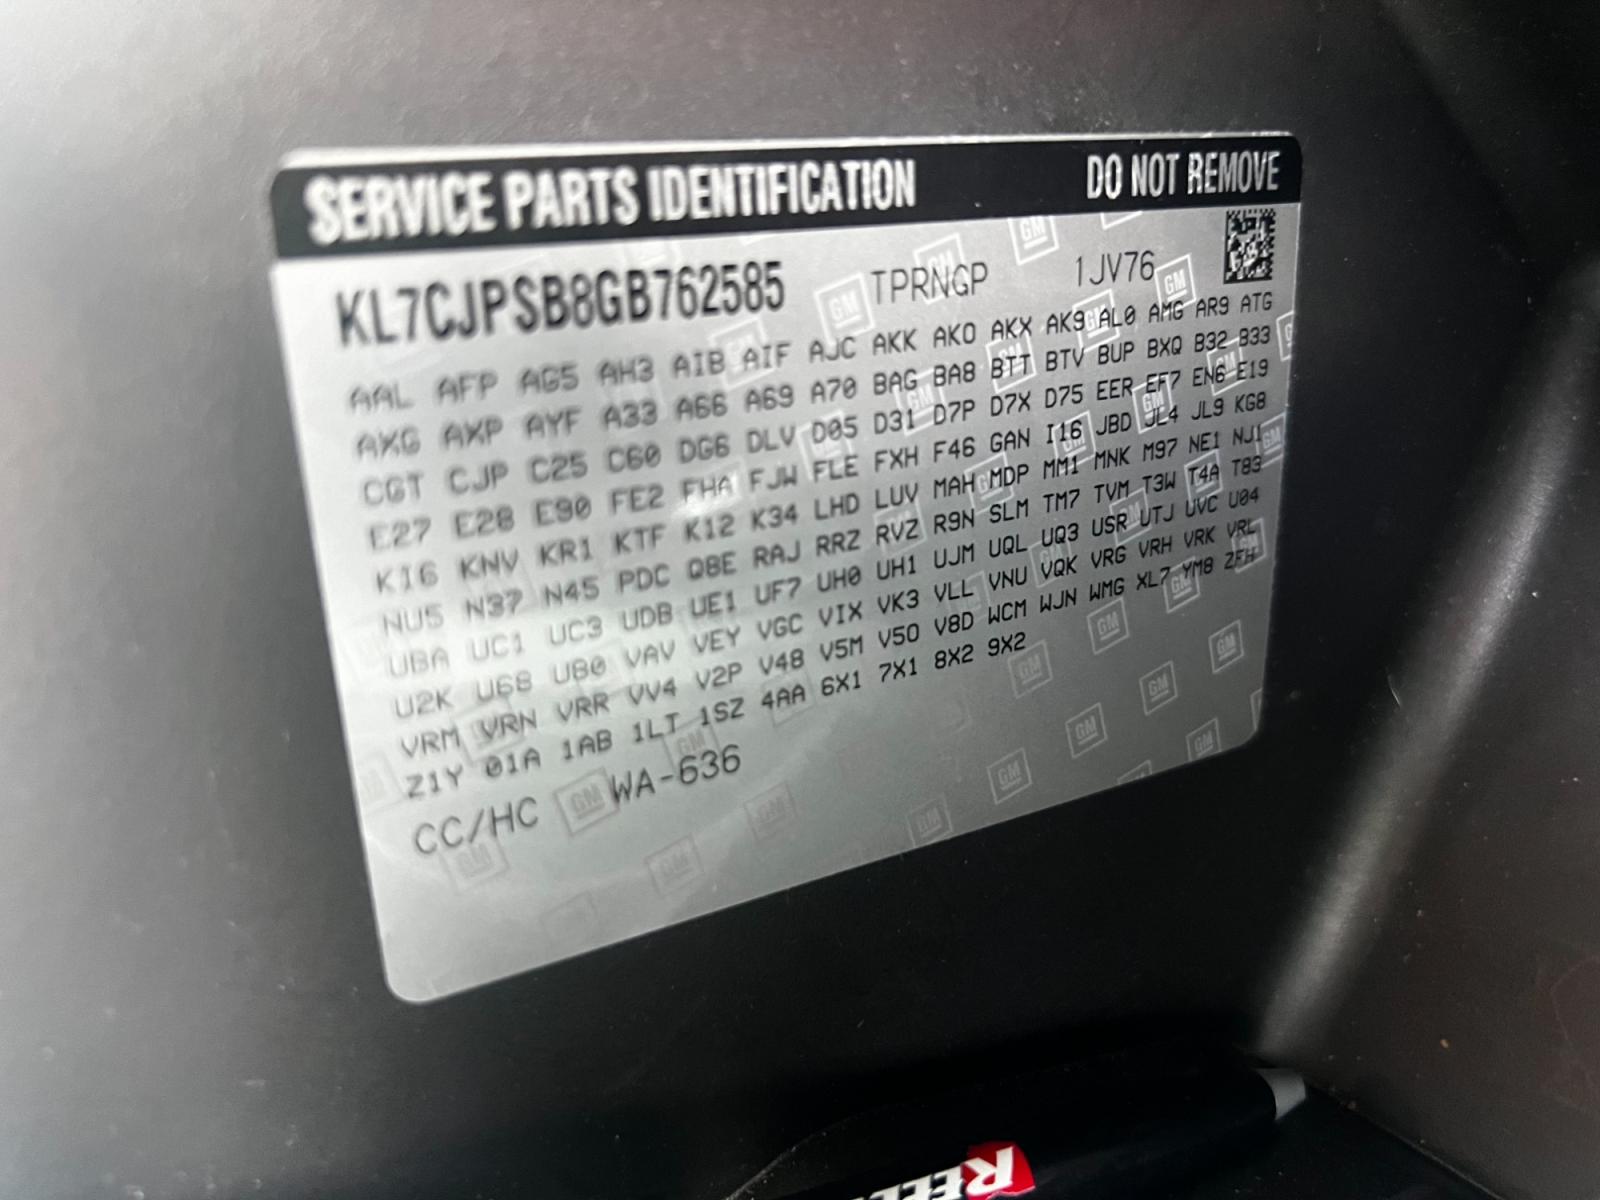 SERVICE PARTS IDENTIFICATION DO NOT REMOVE
KL7CJPSB8GB762585 TPRNGP 1JV76
AAL AFP AG5 AH3 AIB AIF AJC AKK AKO AKX AK9 AL0 AMG AR9 ATG
AXG AXP AYF A33 A66 A69 A70 BAG BA8 BTT BTV BUP BXQ B32 B33
CGT CJP C25 C60 DG6 DLV D05 D31 D7P D7X D75 EER EF7 EN6 E19
E27 E28 E90 FE2 FHA FJW FLE FXH F46 GAN I16 JBD JL4 JL9 KG8
K16 KNV KR1 KTF K12 K34 LHD LUV MAH MDP MM1 MNK M97 NE1 NJ1
NU5 N37 N45 PDC Q8E RAJ RRZ RVZ R9N SLM TM7 TVM T3W T4A T83
UBA UC1 UC3 UDB UE1 UF7 UH0 UH1 UJM UQL UQ3 USR UTJ UVC U04
U2K U68 U80 VAV VEY VGC VIX VK3 VLL VNU VQK VRG VRH VRK VRL
VRM VRN VRR VV4 V2P V48 V5M V50 V8D WCM WJN WMG XL7 YM8 ZFH
Z1Y 01A 1AB 1LT 1SZ 4AA 6X1 7X1 8X2 9X2
CC/HC WA-636